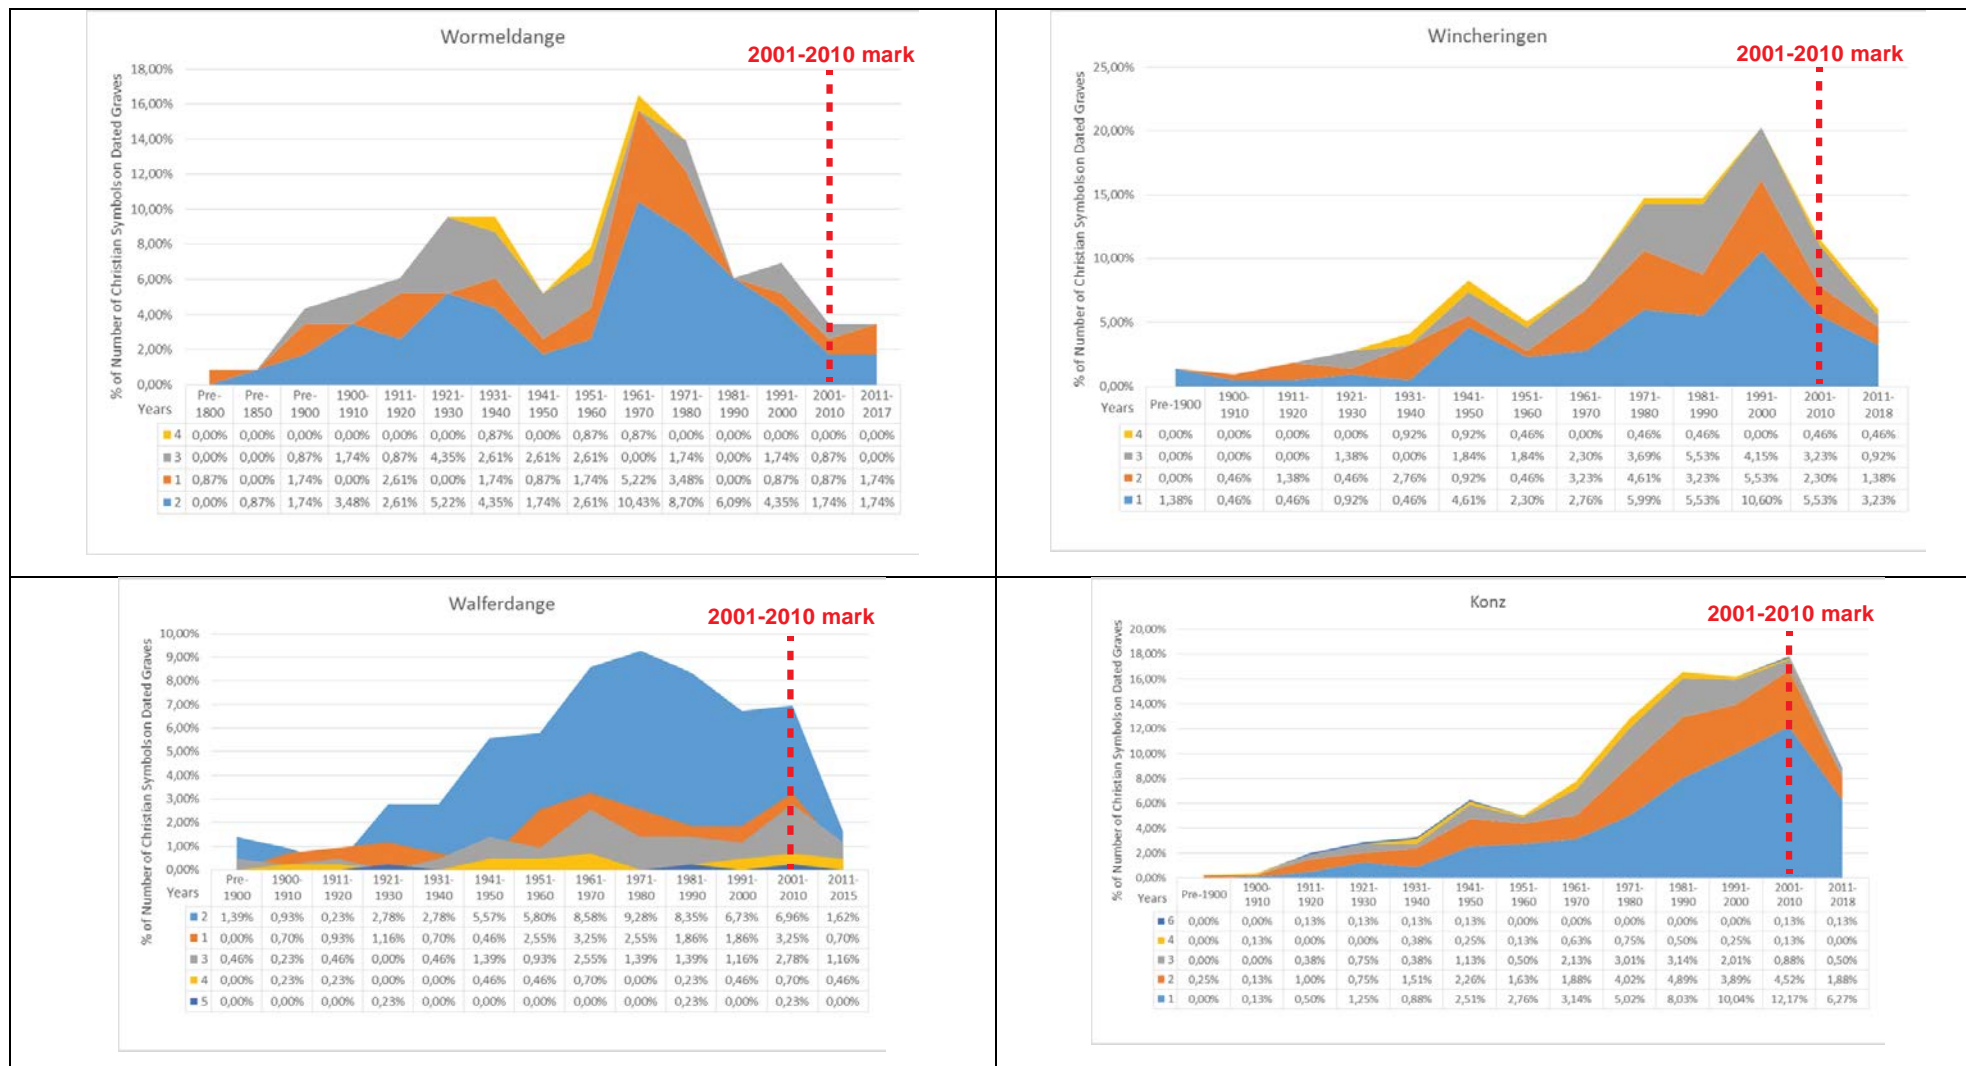 Wormeldange
2001-2010 mark
% of Number of Christian Symbols on Dated Graves
18,00%
16,00%
14,00%
12,00%
10,00%
8,00%
6,00%
4,00%
2,00%
0,00%
Years Pre-1800 Pre-1850 Pre-1900 1900-1910 1911-1920 1921-1930 1931-1940 1941-1950 1951-1960 1961-1970 1971-1980 1981-1990 1991-2000 2001-2010 2011-2017
4 0,00% 0,00% 0,00% 0,00% 0,00% 0,00% 0,87% 0,00% 0,87% 0,87% 0,00% 0,00% 0,00% 0,00% 0,00%
3 0,00% 0,00% 0,87% 1,74% 0,87% 4,35% 2,61% 2,61% 2,61% 0,00% 1,74% 0,00% 1,74% 0,87% 0,00%
1 0,87% 0,00% 1,74% 0,00% 2,61% 0,00% 1,74% 0,87% 1,74% 5,22% 3,48% 0,00% 0,87% 0,87% 1,74%
2 0,00% 0,87% 1,74% 3,48% 2,61% 5,22% 4,35% 1,74% 2,61% 10,43% 8,70% 6,09% 4,35% 1,74% 1,74%
Wincheringen
2001-2010 mark
% of Number of Christian Symbols on Dated Graves
25,00%
20,00%
15,00%
10,00%
5,00%
0,00%
Years Pre-1900 1900-1910 1911-1920 1921-1930 1931-1940 1941-1950 1951-1960 1961-1970 1971-1980 1981-1990 1991-2000 2001-2010 2011-2018
4 0,00% 0,00% 0,00% 0,00% 0,92% 0,92% 0,46% 0,00% 0,46% 0,46% 0,00% 0,46% 0,46%
3 0,00% 0,00% 0,00% 1,38% 0,00% 1,84% 1,84% 2,30% 3,69% 5,53% 4,15% 3,23% 0,92%
2 0,00% 0,46% 1,38% 0,46% 2,76% 0,92% 0,46% 3,23% 4,61% 3,23% 5,53% 2,30% 1,38%
1 1,38% 0,46% 0,46% 0,92% 0,46% 4,61% 2,30% 2,76% 5,99% 5,53% 10,60% 5,53% 3,23%
Walferdange
2001-2010 mark
% of Number of Christian Symbols on Dated Graves
10,00%
9,00%
8,00%
7,00%
6,00%
5,00%
4,00%
3,00%
2,00%
1,00%
0,00%
Years Pre-1900 1900-1910 1911-1920 1921-1930 1931-1940 1941-1950 1951-1960 1961-1970 1971-1980 1981-1990 1991-2000 2001-2010 2011-2015
2 1,39% 0,93% 0,23% 2,78% 2,78% 5,57% 5,80% 8,58% 9,28% 8,35% 6,73% 6,96% 1,62%
1 0,00% 0,70% 0,93% 1,16% 0,70% 0,46% 2,55% 3,25% 2,55% 1,86% 1,86% 3,25% 0,70%
3 0,46% 0,23% 0,46% 0,00% 0,46% 1,39% 0,93% 2,55% 1,39% 1,39% 1,16% 2,78% 1,16%
4 0,00% 0,23% 0,23% 0,00% 0,00% 0,46% 0,46% 0,70% 0,00% 0,23% 0,46% 0,70% 0,46%
5 0,00% 0,00% 0,00% 0,23% 0,00% 0,00% 0,00% 0,00% 0,00% 0,23% 0,00% 0,23% 0,00%
Konz
2001-2010 mark
% of Number of Christian Symbols on Dated Graves
20,00%
18,00%
16,00%
14,00%
12,00%
10,00%
8,00%
6,00%
4,00%
2,00%
0,00%
Years Pre-1900 1900-1910 1911-1920 1921-1930 1931-1940 1941-1950 1951-1960 1961-1970 1971-1980 1981-1990 1991-2000 2001-2010 2011-2018
6 0,00% 0,00% 0,13% 0,13% 0,13% 0,13% 0,00% 0,00% 0,00% 0,00% 0,00% 0,13% 0,13%
4 0,00% 0,13% 0,00% 0,00% 0,38% 0,25% 0,13% 0,63% 0,75% 0,50% 0,25% 0,13% 0,00%
3 0,00% 0,00% 0,38% 0,75% 0,38% 1,13% 0,50% 2,13% 3,01% 3,14% 2,01% 0,88% 0,50%
2 0,25% 0,13% 1,00% 0,75% 1,51% 2,26% 1,63% 1,88% 4,02% 4,89% 3,89% 4,52% 1,88%
1 0,00% 0,13% 0,50% 1,25% 0,88% 2,51% 2,76% 3,14% 5,02% 8,03% 10,04% 12,17% 6,27%